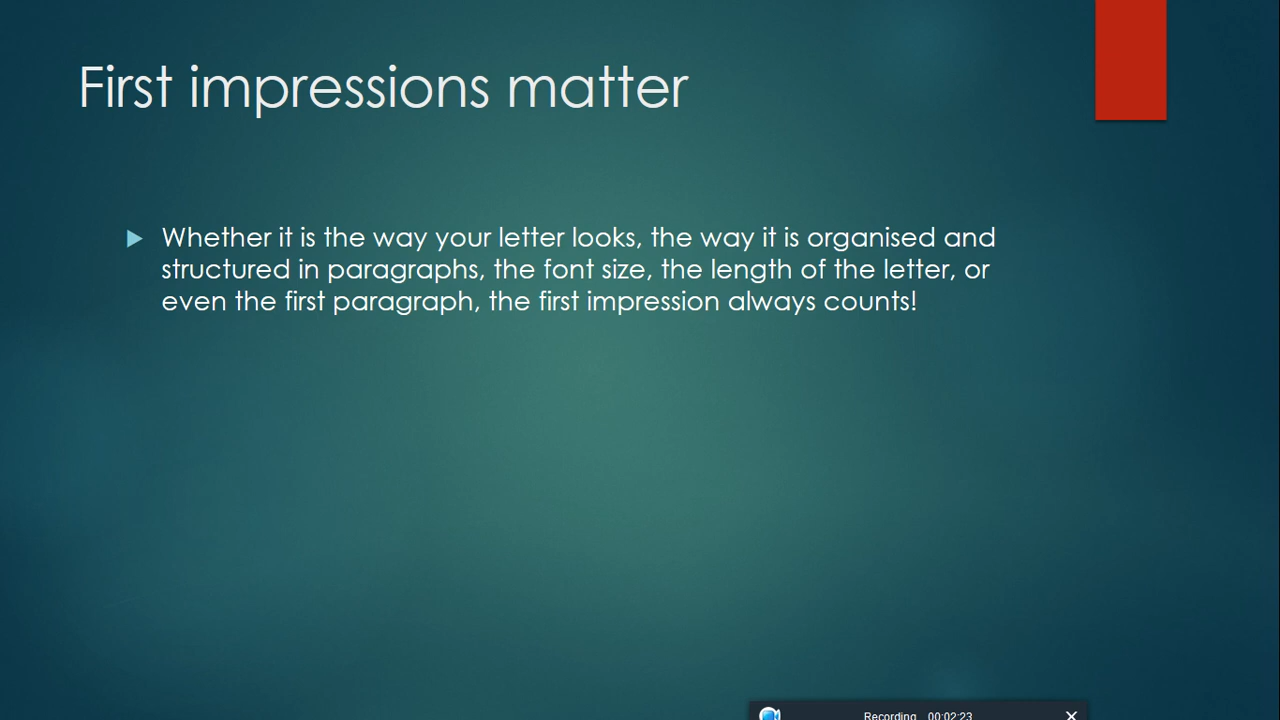 First impressions matter
Whether it is the way your letter looks, the way it is organised and
structured in paragraphs, the font size, the length of the letter, or
even the first paragraph, the first impression always counts!
Recording 00:02:23